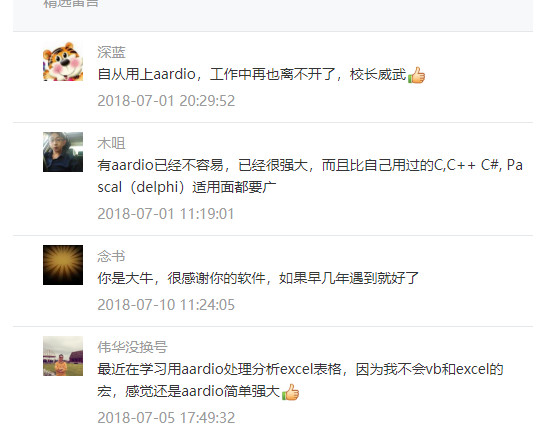 精选留言
深蓝
自从用上aardio，工作中再也离不开了，校长威武👍
2018-07-01 20:29:52
木咀
有aardio已经不容易，已经很强大，而且比自己用过的C,C++ C#, Pa
scal（delphi）适用面都要广
2018-07-01 11:19:01
念书
你是大牛，很感谢你的软件，如果早几年遇到就好了
2018-07-10 11:24:05
伟华没换号
最近在学习用aardio处理分析excel表格，因为我不会vb和excel的
宏，感觉还是aardio简单强大👍
2018-07-05 17:49:32